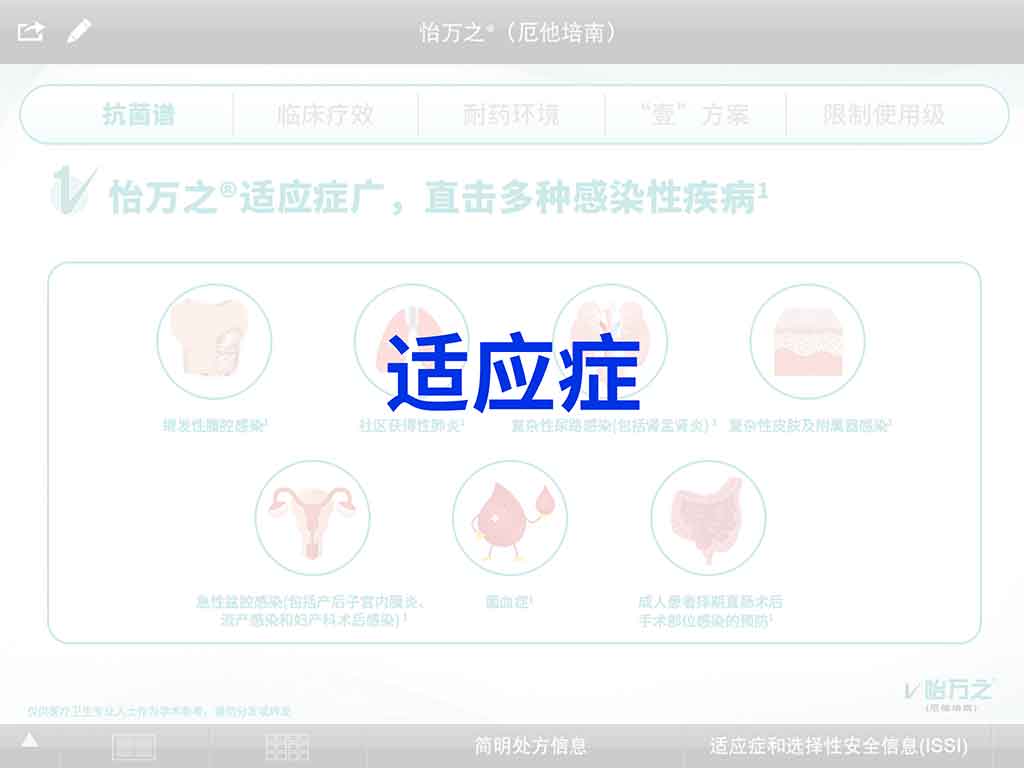 怡万之®（厄他培南）
抗菌谱
临床疗效
耐药环境
“壹”方案
限制使用级
怡万之®适应症广，直击多种感染性疾病¹
适应症
继发性腹腔感染¹
社区获得性肺炎¹
复杂性尿路感染(包括肾盂肾炎)¹
复杂性皮肤及附属器感染¹
急性盆腔感染(包括产后子宫内膜炎、
流产感染和妇产科术后感染)¹
菌血症¹
成人患者择期直肠术后
手术部位感染的预防¹
怡万之®
(厄他培南)
仅供医疗卫生专业人士作为学术参考，请勿分发或转发
简明处方信息
适应症和选择性安全信息(ISSI)